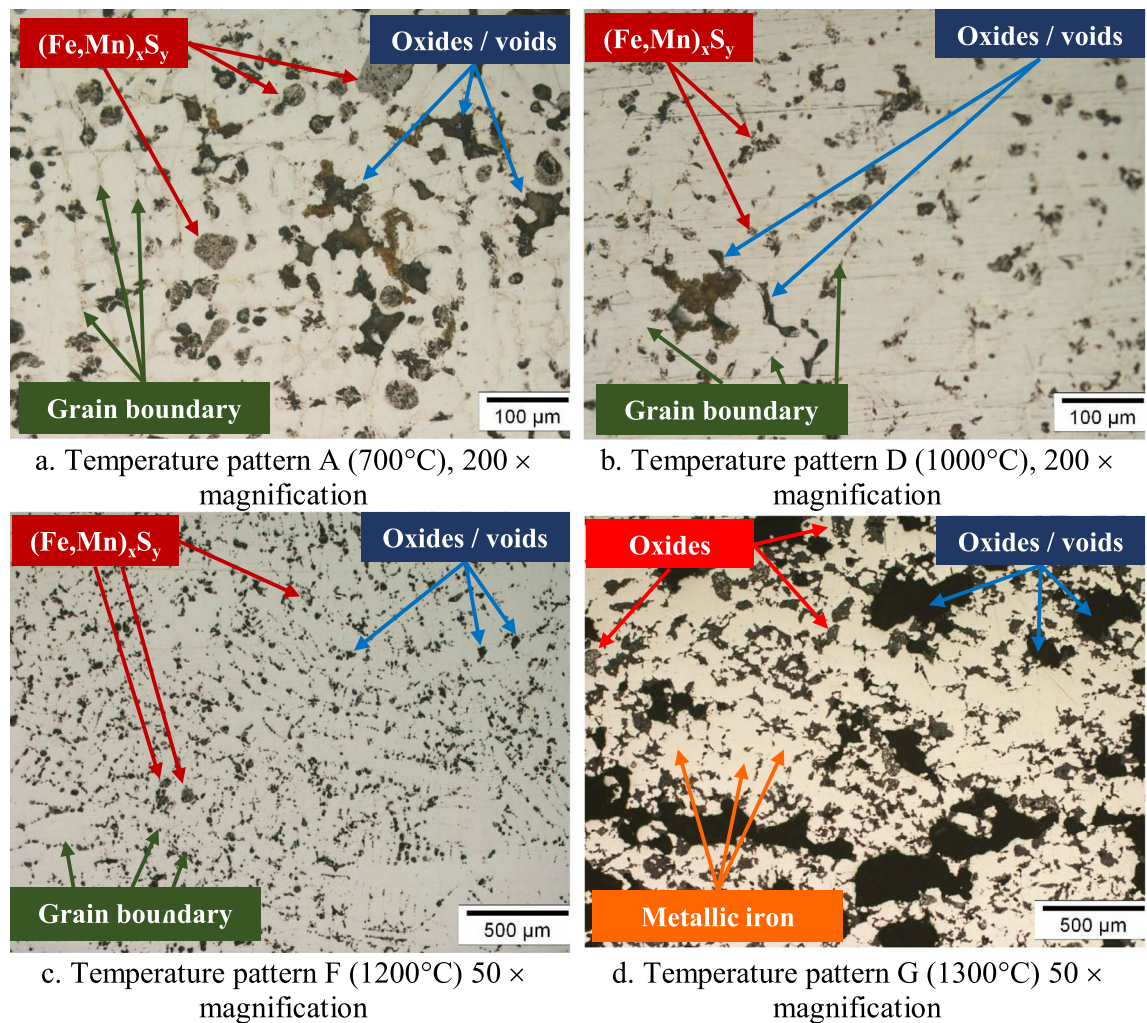 (Fe,Mn)xSy
Oxides / voids
Grain boundary
100 µm
a. Temperature pattern A (700°C), 200 ×
magnification
(Fe,Mn)xSy
Oxides / voids
Grain boundary
100 µm
b. Temperature pattern D (1000°C), 200 ×
magnification
(Fe,Mn)xSy
Oxides / voids
Grain boundary
500 µm
c. Temperature pattern F (1200°C) 50 ×
magnification
Oxides
Oxides / voids
Metallic iron
500 µm
d. Temperature pattern G (1300°C) 50 ×
magnification